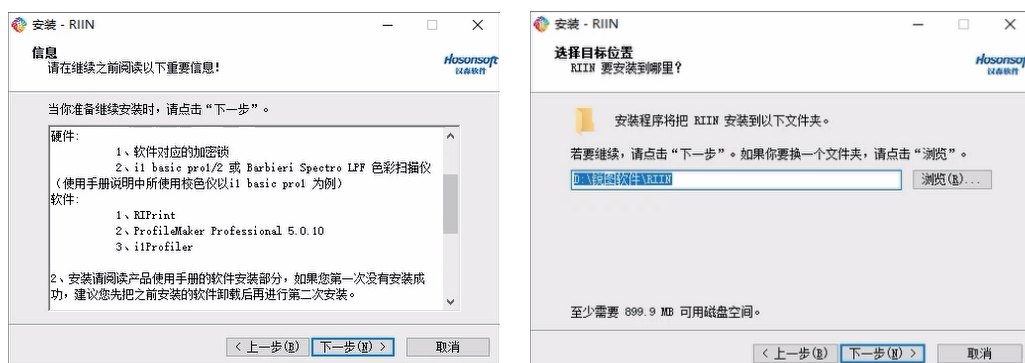 安装 - RIIN
信息
请在继续之前阅读以下重要信息!
Hosonsoft
汉森软件
当你准备继续安装时，请点击“下一步”。
硬件:
1、软件对应的加密锁
2、i1 basic pro1/2 或 Barbieri Spectro LPF 色彩扫描仪
（使用手册说明中所使用校色仪以i1 basic pro1 为例）
软件:
1、RIPrint
2、ProfileMaker Professional 5.0.10
3、i1Profiler
2、安装请阅读产品使用手册的软件安装部分，如果您第一次没有安装成
功，建议您先把之前安装的软件卸载后再进行第二次安装。
< 上一步(B)
下一步(N) >
取消
安装 - RIIN
选择目标位置
RIIN 要安装到哪里?
Hosonsof
汉森软件
安装程序将把 RIIN 安装到以下文件夹。
若要继续，请点击“下一步”。如果你要换一个文件夹，请点击“浏览”。
D:\锐图软件\RIIN
浏览(R)...
至少需要 899.9 MB 可用磁盘空间。
< 上一步(B)
下一步(N) >
取消